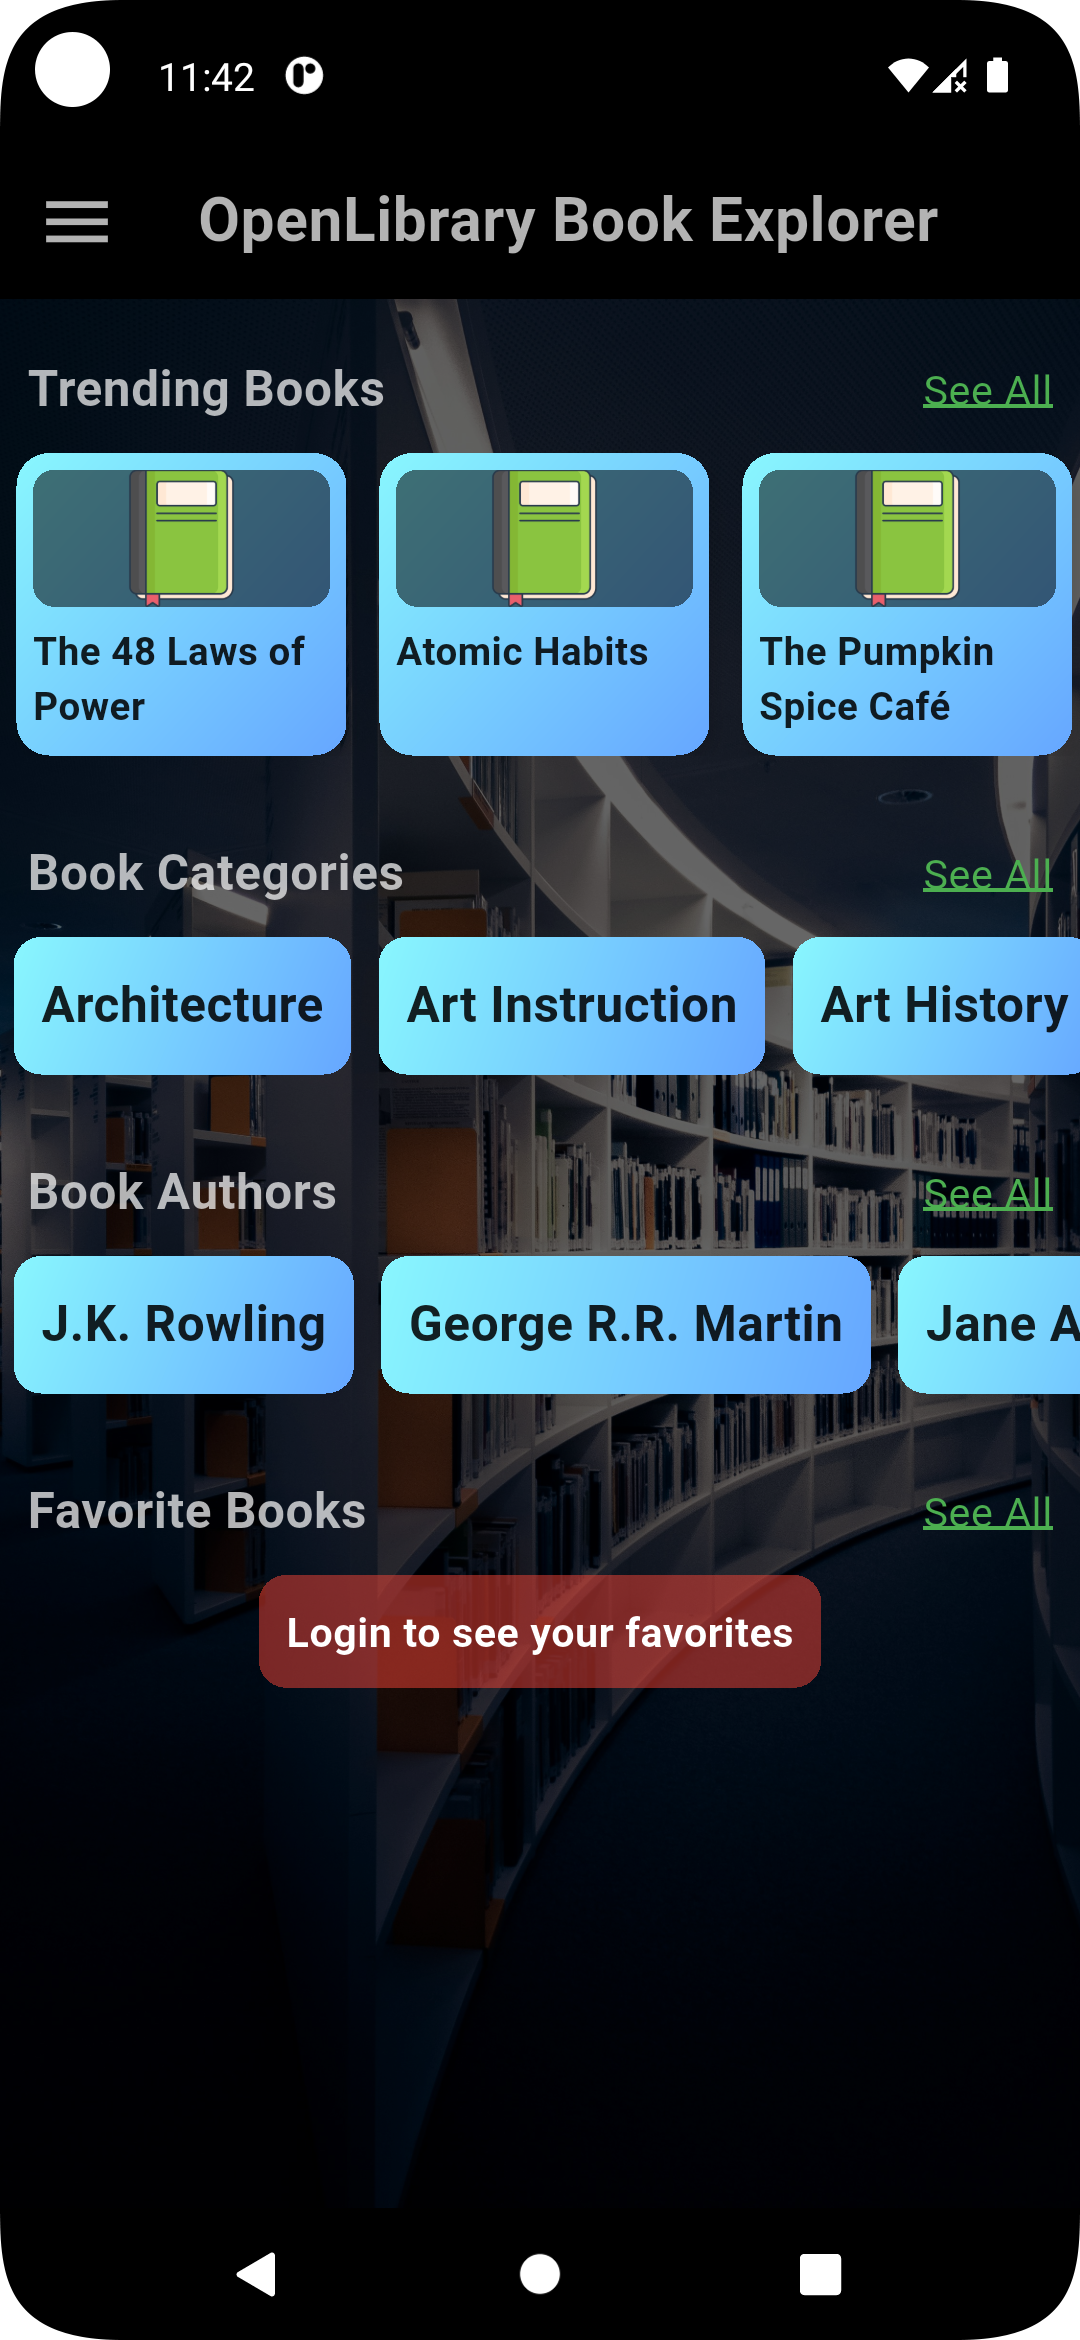 11:42
OpenLibrary Book Explorer
Trending Books
See All
The 48 Laws of
Power
Atomic Habits
The Pumpkin
Spice Café
Book Categories
See All
Architecture
Art Instruction
Art History
Book Authors
See All
J.K. Rowling
George R.R. Martin
Jane A
Favorite Books
See All
Login to see your favorites